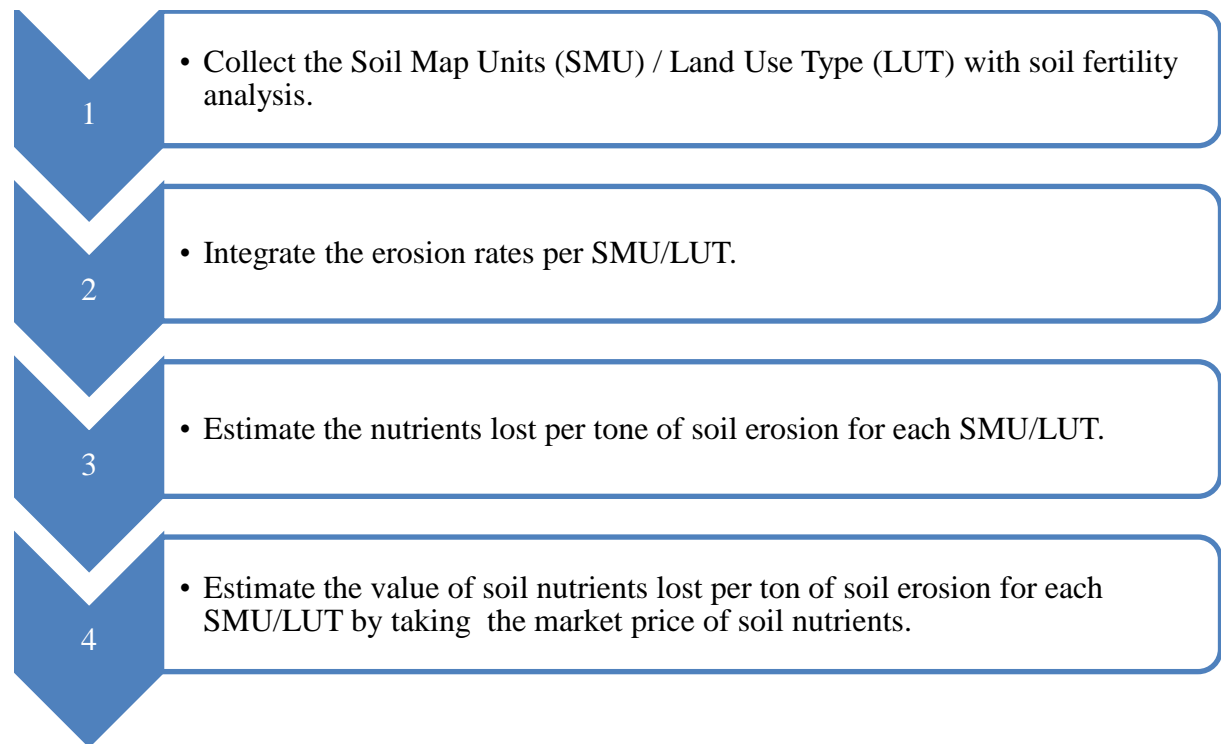 1
• Collect the Soil Map Units (SMU) / Land Use Type (LUT) with soil fertility
analysis.
2
• Integrate the erosion rates per SMU/LUT.
3
• Estimate the nutrients lost per tone of soil erosion for each SMU/LUT.
4
• Estimate the value of soil nutrients lost per ton of soil erosion for each
SMU/LUT by taking  the market price of soil nutrients.